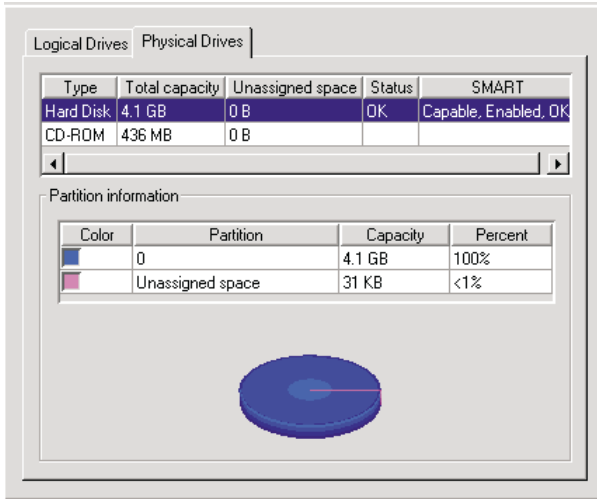 Logical Drives Physical Drives
Type Total capacity Unassigned space Status SMART
Hard Disk 4.1 GB 0 B OK Capable, Enabled, OK
CD-ROM 436 MB 0 B
Partition information
Color Partition Capacity Percent
0 4.1 GB 100%
Unassigned space 31 KB <1%